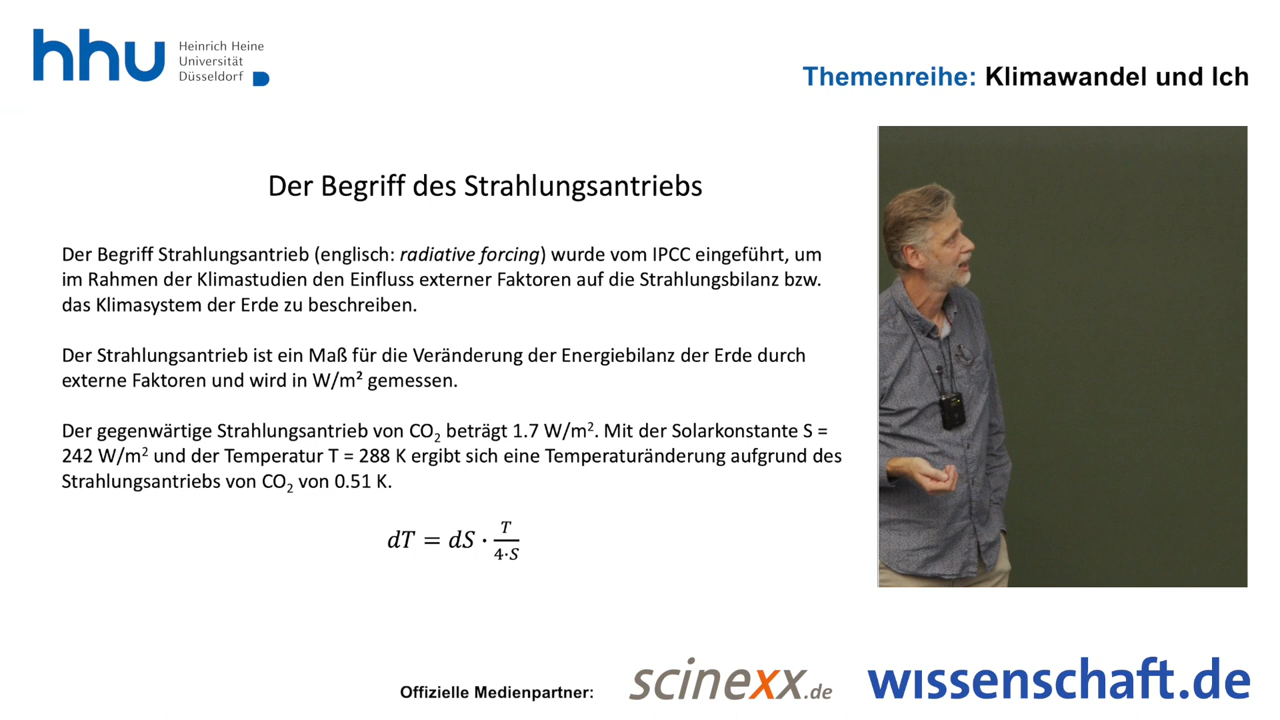 hhu
Heinrich Heine
Universität
Düsseldorf
Themenreihe: Klimawandel und Ich
Der Begriff des Strahlungsantriebs
Der Begriff Strahlungsantrieb (englisch: radiative forcing) wurde vom IPCC eingeführt, um
im Rahmen der Klimastudien den Einfluss externer Faktoren auf die Strahlungsbilanz bzw.
das Klimasystem der Erde zu beschreiben.
Der Strahlungsantrieb ist ein Maß für die Veränderung der Energiebilanz der Erde durch
externe Faktoren und wird in W/m² gemessen.
Der gegenwärtige Strahlungsantrieb von CO₂ beträgt 1.7 W/m². Mit der Solarkonstante S =
242 W/m² und der Temperatur T = 288 K ergibt sich eine Temperaturänderung aufgrund des
Strahlungsantriebs von CO₂ von 0.51 K.
dT = dS · T/(4·S)
Offizielle Medienpartner:
scinexx.de
wissenschaft.de